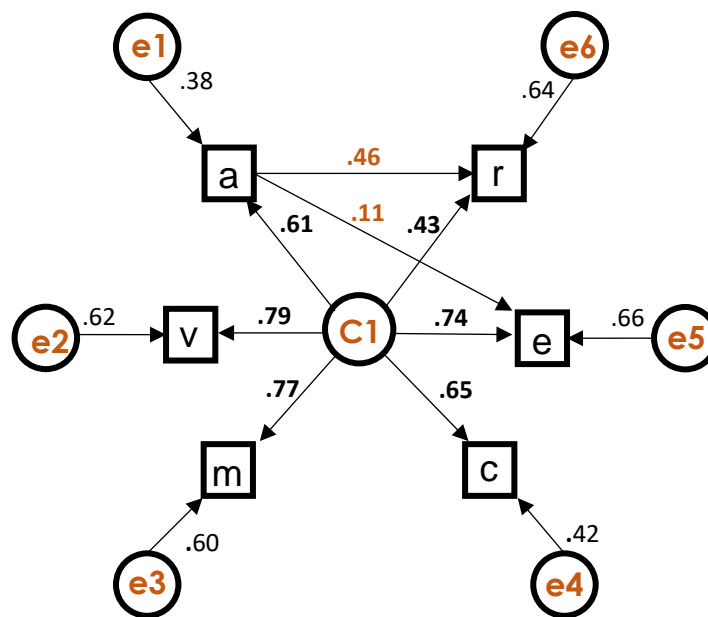 e1
e6
.38
.64
a
.46
r
.61
.11
.43
e2
.62
v
.79
C1
.74
e
.66
e5
.77
.65
m
c
.60
.42
e3
e4